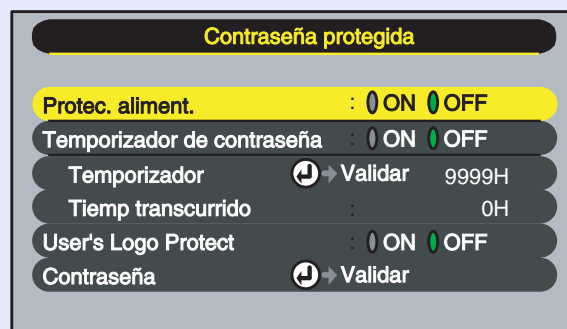 Contraseña protegida
Protec. aliment. : ON OFF
Temporizador de contraseña : ON OFF
Temporizador Validar 9999H
Tiemp transcurrido : 0H
User's Logo Protect : ON OFF
Contraseña Validar